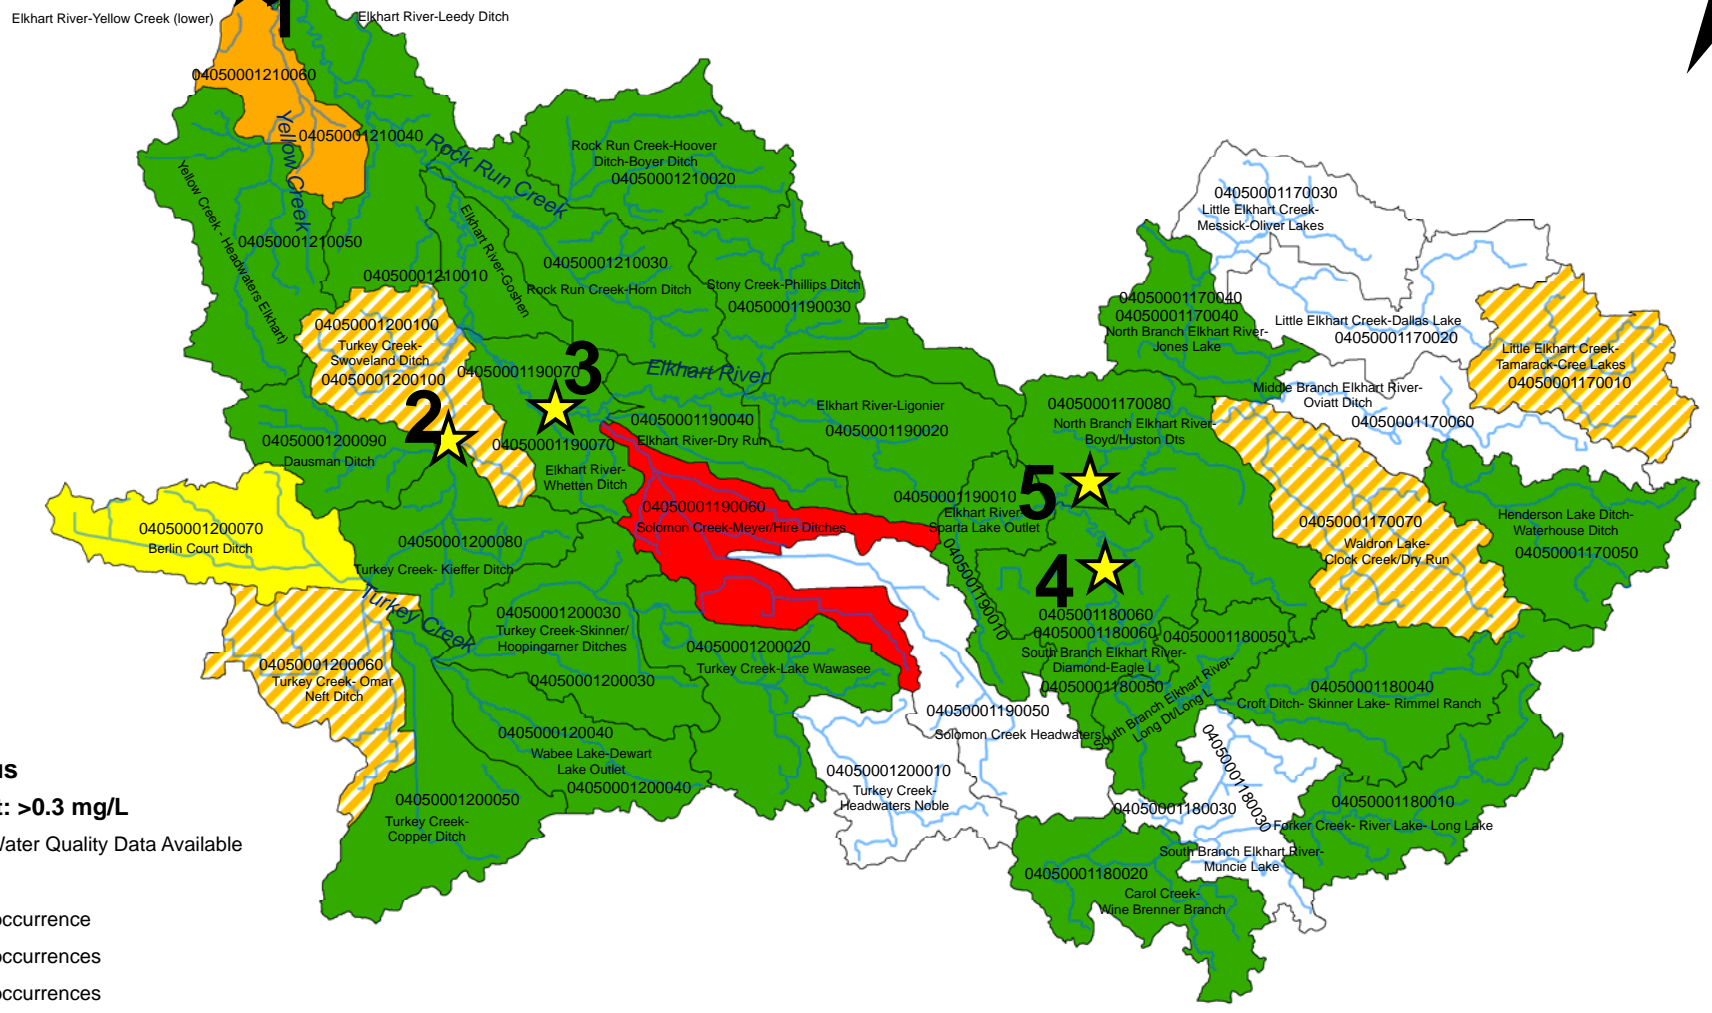 Elkhart River-Yellow Creek (lower)
1
Elkhart River-Leedy Ditch
04050001210060
04050001210040
Yellow Creek
Rock Run Creek
Rock Run Creek-Hoover
Ditch-Boyer Ditch
04050001210020
Yellow Creek - Headwaters Elkhart)
04050001210050
04050001210010
Elkhart River-Goshen
04050001210030
Rock Run Creek-Horn Ditch
Stony Creek-Phillips Ditch
04050001190030
04050001170030
Little Elkhart Creek-
Messick-Oliver Lakes
04050001170040
04050001170040
North Branch Elkhart River-
Jones Lake
Little Elkhart Creek-Dallas Lake
04050001170020
Little Elkhart Creek-
Tamarack-Cree Lakes
04050001170010
04050001200100
Turkey Creek-
Swoveland Ditch
04050001200100
3
04050001190070
Elkhart River
Middle Branch Elkhart River-
Oviatt Ditch
04050001170060
2
04050001190040
Elkhart River-Dry Run
Elkhart River-Ligonier
04050001190020
04050001170080
North Branch Elkhart River-
Boyd/Huston Dts
04050001200090
Dausman Ditch
04050001190070
Elkhart River-
Whetten Ditch
5
04050001190010
Elkhart River-
Sparta Lake Outlet
04050001190010
04050001190060
Solomon Creek-Meyer/Hire Ditches
04050001170070
Waldron Lake-
Clock Creek/Dry Run
Henderson Lake Ditch-
Waterhouse Ditch
04050001170050
04050001200070
Berlin Court Ditch
04050001200080
Turkey Creek- Kieffer Ditch
Turkey Creek
4
04050001180060
04050001180060
South Branch Elkhart River-
Diamond-Eagle L
04050001180050
04050001180050
South Branch Elkhart River-
Long Dt/Long L
04050001200030
Turkey Creek-Skinner/
Hoopingarner Ditches
04050001200030
04050001200020
Turkey Creek-Lake Wawasee
04050001200060
Turkey Creek- Omar
Neft Ditch
04050001180040
Croft Ditch- Skinner Lake- Rimmel Ranch
04050001190050
Solomon Creek Headwaters
04050000120040
Wabee Lake-Dewart
Lake Outlet
04050001200040
04050001200010
Turkey Creek-
Headwaters Noble
04050001200050
Turkey Creek-
Copper Ditch
04050001180030
04050001180030
South Branch Elkhart River-
Muncie Lake
04050001180010
Forker Creek- River Lake- Long Lake
04050001180020
Carol Creek-
Wine Brenner Branch
us
t: >0.3 mg/L
Water Quality Data Available
occurrence
occurrences
occurrences